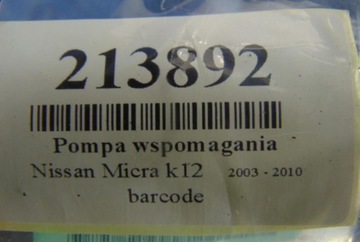 213892
Pompa wspomagania
Nissan Micra k12 2003 - 2010
barcode